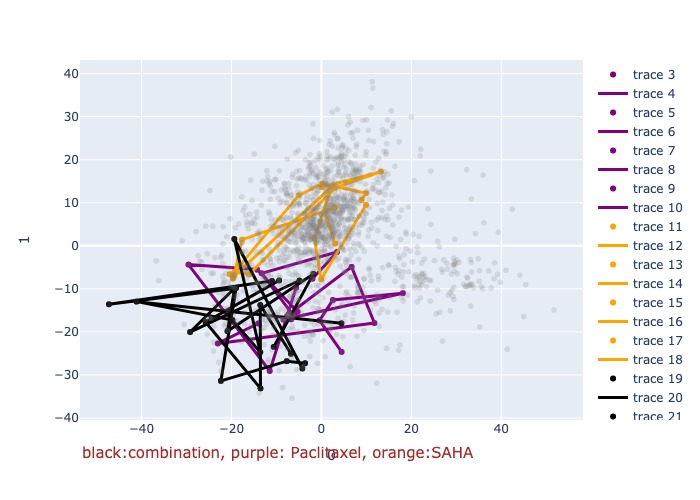 40
30
20
10
0
−10
−20
−30
−40
1
−40
−20
0
20
40
0
black:combination, purple: Paclitaxel, orange:SAHA
trace 3
trace 4
trace 5
trace 6
trace 7
trace 8
trace 9
trace 10
trace 11
trace 12
trace 13
trace 14
trace 15
trace 16
trace 17
trace 18
trace 19
trace 20
trace 21